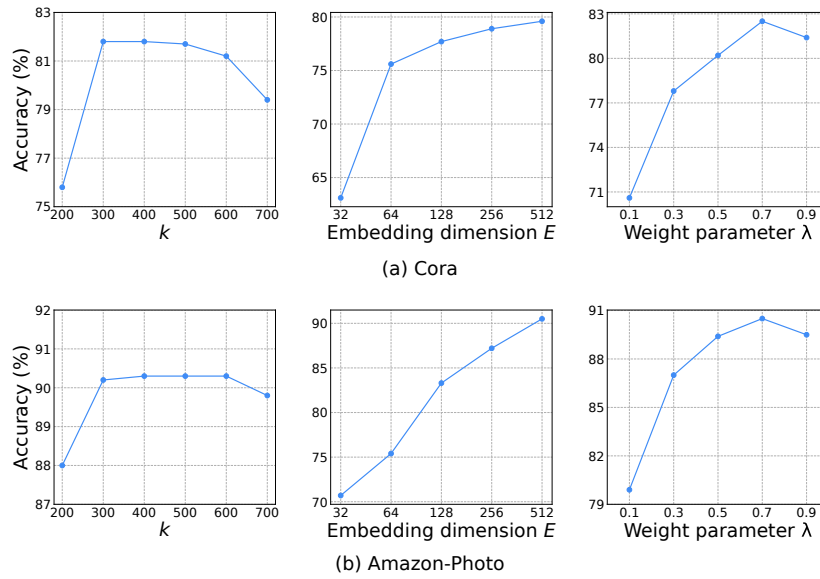 83
81
79
77
75
Accuracy (%)
200 300 400 500 600 700
k
80
75
70
65
32 64 128 256 512
Embedding dimension E
83
80
77
74
71
0.1 0.3 0.5 0.7 0.9
Weight parameter λ
(a) Cora
92
91
90
89
88
87
Accuracy (%)
200 300 400 500 600 700
k
90
85
80
75
70
32 64 128 256 512
Embedding dimension E
91
88
85
82
79
0.1 0.3 0.5 0.7 0.9
Weight parameter λ
(b) Amazon-Photo